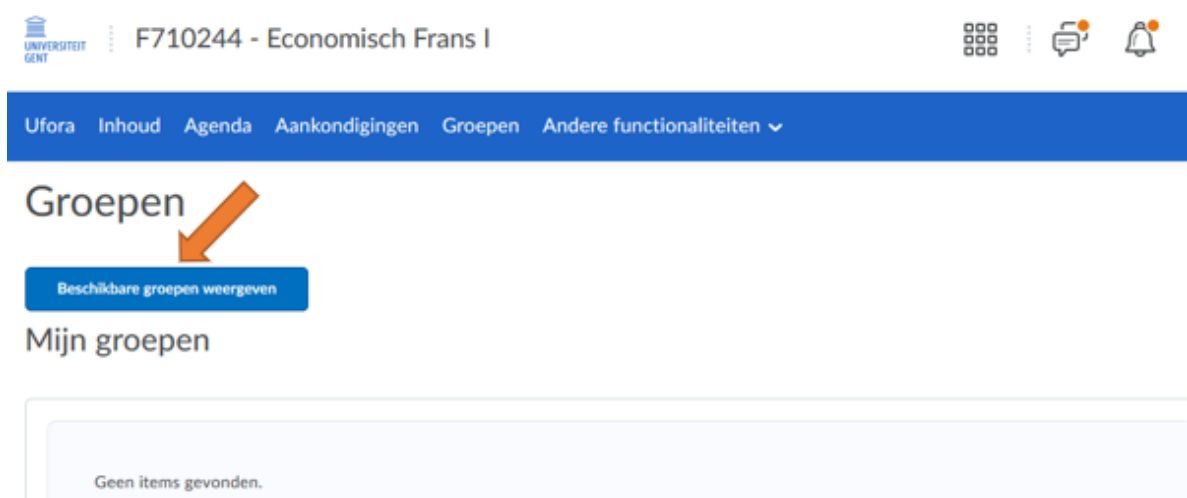 UNIVERSITEIT
GENT
F710244 - Economisch Frans I
Ufora Inhoud Agenda Aankondigingen Groepen Andere functionaliteiten
Groepen
Beschikbare groepen weergeven
Mijn groepen
Geen items gevonden.